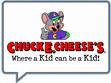 CHUCK E. CHEESE'S
Where a Kid can be a Kid!